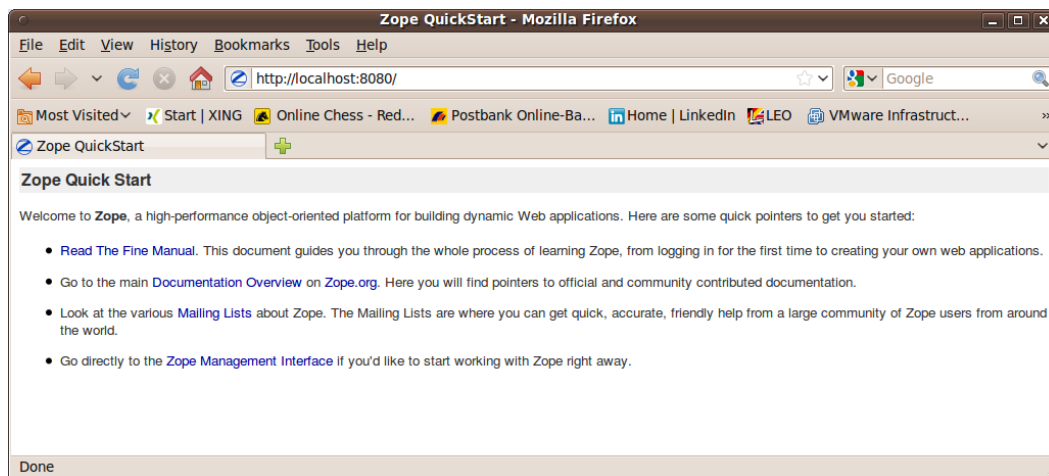 Zope QuickStart - Mozilla Firefox
File Edit View History Bookmarks Tools Help
http://localhost:8080/ Google
Most Visited Start | XING Online Chess - Red... Postbank Online-Ba... Home | LinkedIn LEO VMware Infrastruct... »
Zope QuickStart
Zope Quick Start
Welcome to Zope, a high-performance object-oriented platform for building dynamic Web applications. Here are some quick pointers to get you started:
• Read The Fine Manual. This document guides you through the whole process of learning Zope, from logging in for the first time to creating your own web applications.
• Go to the main Documentation Overview on Zope.org. Here you will find pointers to official and community contributed documentation.
• Look at the various Mailing Lists about Zope. The Mailing Lists are where you can get quick, accurate, friendly help from a large community of Zope users from around
the world.
• Go directly to the Zope Management Interface if you'd like to start working with Zope right away.
Done